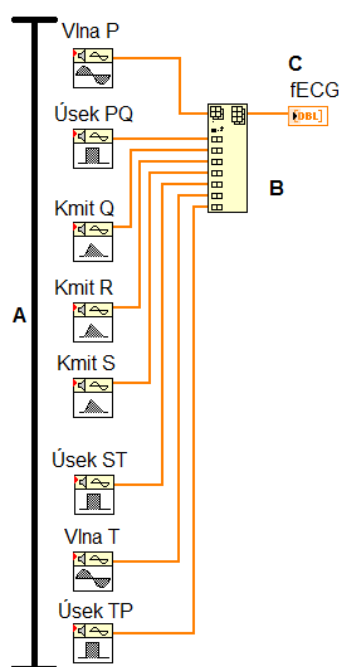 Vlna P
C
fECG
DBL
Úsek PQ
B
Kmit Q
Kmit R
A
Kmit S
Úsek ST
Vlna T
Úsek TP